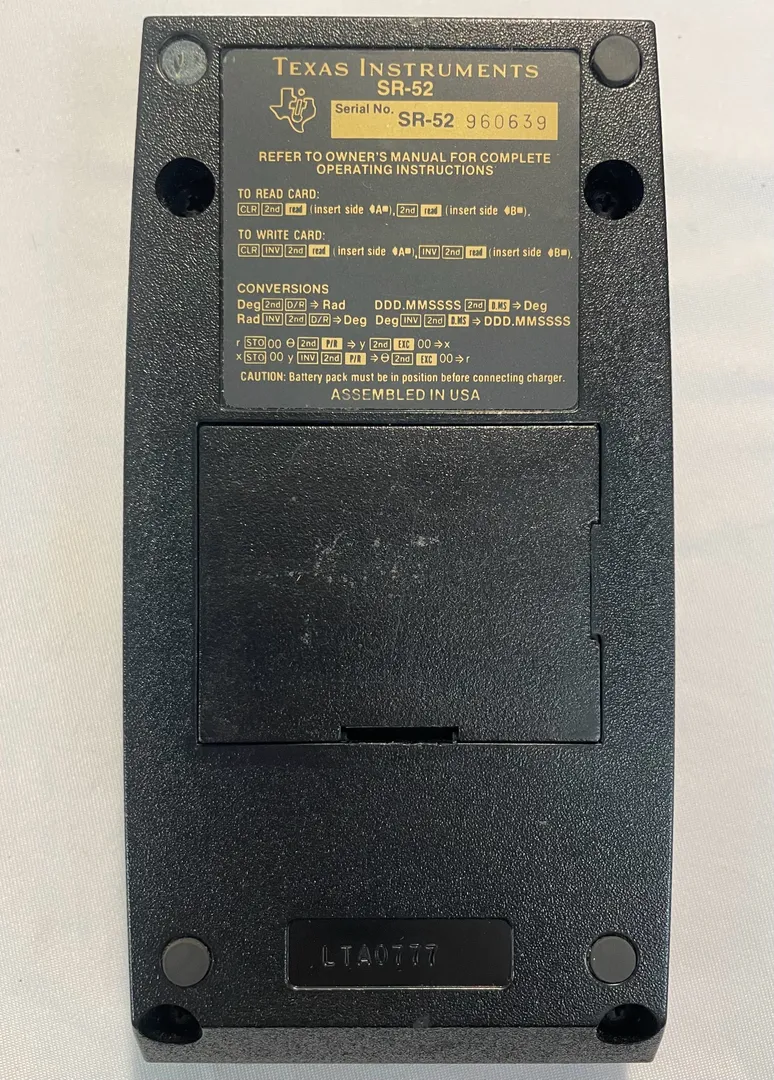 TEXAS INSTRUMENTS
SR-52
Serial No. SR-52 960639
REFER TO OWNER'S MANUAL FOR COMPLETE
OPERATING INSTRUCTIONS
TO READ CARD:
CLR 2nd read (insert side ◖A■), 2nd read (insert side ◖B■).
TO WRITE CARD:
CLR INV 2nd read (insert side ◖A■), INV 2nd read (insert side ◖B■).
CONVERSIONS
Deg 2nd D/R ⇒ Rad DDD.MMSSSS 2nd D.MS ⇒ Deg
Rad INV 2nd D/R ⇒ Deg Deg INV 2nd D.MS ⇒ DDD.MMSSSS
r STO 00 θ 2nd P/R ⇒ y 2nd EXC 00 ⇒ x
x STO 00 y INV 2nd P/R ⇒ θ 2nd EXC 00 ⇒ r
CAUTION: Battery pack must be in position before connecting charger.
ASSEMBLED IN USA
LTA0777